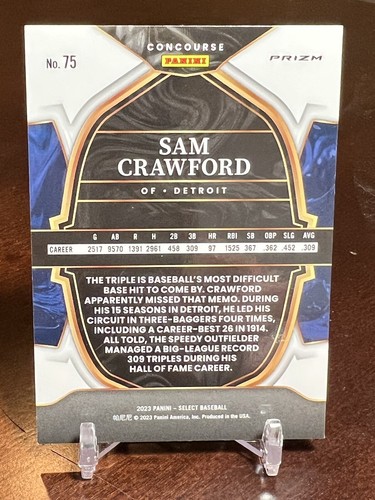 CONCOURSE
No. 75
PANINI
PRIZM
SAM
CRAWFORD
OF • DETROIT
G AB R H 2B 3B HR RBI SB OBP SLG AVG
CAREER 2517 9570 1391 2961 458 309 97 1525 367 .362 .452 .309
THE TRIPLE IS BASEBALL'S MOST DIFFICULT
BASE HIT TO COME BY. CRAWFORD
APPARENTLY MISSED THAT MEMO. DURING
HIS 15 SEASONS IN DETROIT, HE LED HIS
CIRCUIT IN THREE-BAGGERS FOUR TIMES,
INCLUDING A CAREER-BEST 26 IN 1914.
ALL TOLD, THE SPEEDY OUTFIELDER
MANAGED A BIG-LEAGUE RECORD
309 TRIPLES DURING HIS
HALL OF FAME CAREER.
2023 PANINI – SELECT BASEBALL
帕尼尼 © 2023 Panini America, Inc. Produced in the USA.